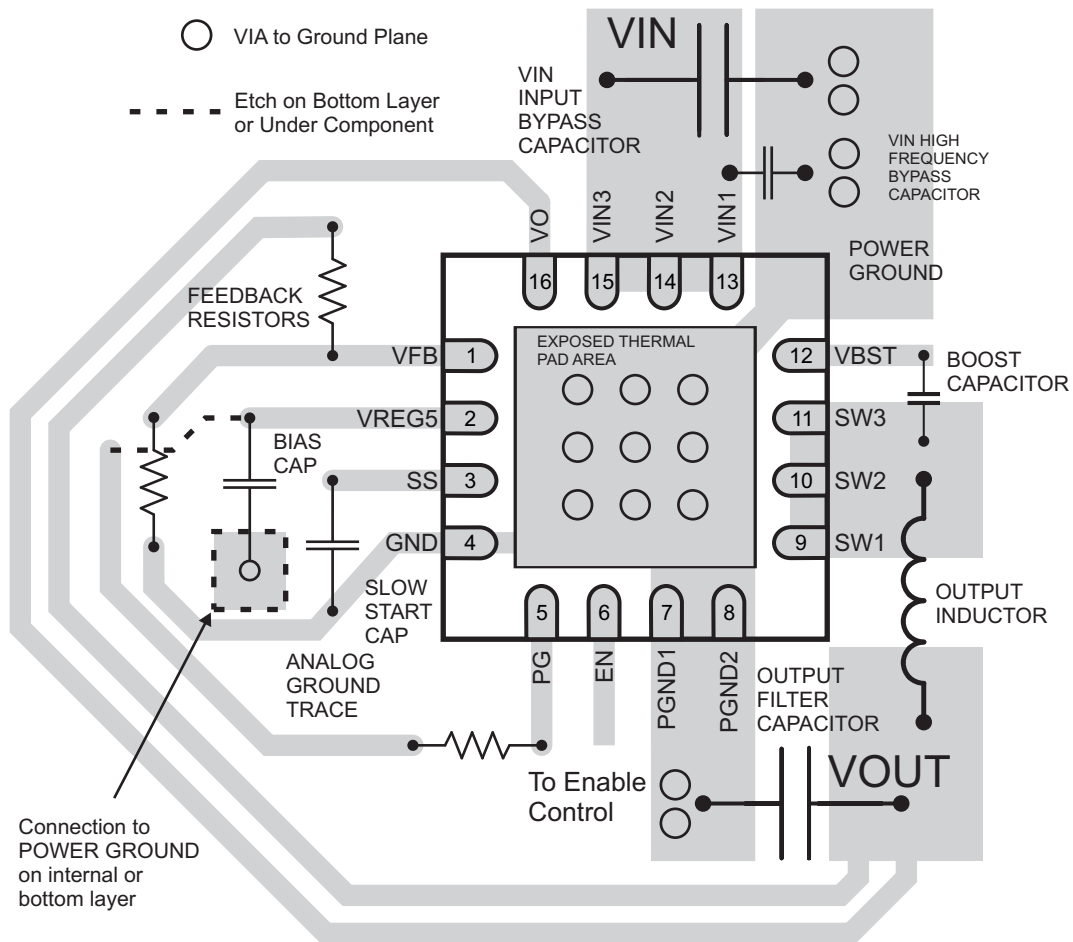 VIA to Ground Plane
Etch on Bottom Layer
or Under Component
VIN
VIN
INPUT
BYPASS
CAPACITOR
VIN HIGH
FREQUENCY
BYPASS
CAPACITOR
VO
VIN3
VIN2
VIN1
POWER
GROUND
16
15
14
13
FEEDBACK
RESISTORS
EXPOSED THERMAL
PAD AREA
VFB
1
12
VBST
BOOST
CAPACITOR
VREG5
2
11
SW3
BIAS
CAP
SS
3
10
SW2
GND
4
9
SW1
SLOW
START
CAP
OUTPUT
INDUCTOR
5
6
7
8
ANALOG
GROUND
TRACE
PG
EN
PGND1
PGND2
OUTPUT
FILTER
CAPACITOR
VOUT
To Enable
Control
Connection to
POWER GROUND
on internal or
bottom layer